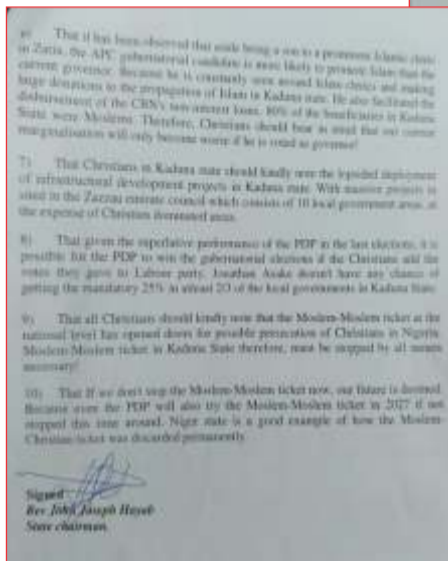 6) That it has been observed that aside being a son to a prominent Islamic cleric
in Zaria, the APC gubernatorial candidate is more likely to promote Islam than the
current governor. Because he is constantly seen around Islam clerics and making
huge donations to the propagation of Islam in Kaduna state. He also facilitated the
disbursement of the CBN's non-interest loans. 80% of the beneficiaries in Kaduna
State were Moslems. Therefore, Christians should bear in mind that our current
marginalisation will only become worse if he is voted as governor!
7) That Christians in Kaduna state should kindly note the lopsided deployment
of infrastructural development projects in Kaduna state. With massive projects
sited in the Zazzau emirate council which consists of 10 local government areas, at
the expense of Christian dominated areas.
8) That given the superlative performance of the PDP in the last elections, it is
possible for the PDP to win the gubernatorial elections if the Christians add the
votes they gave to Labour party. Jonathan Asake doesn't have any chance of
getting the mandatory 25% in atleast 2/3 of the local governments in Kaduna State
9) That all Christians should kindly note that the Moslem-Moslem ticket at the
national level has opened doors for possible persecution of Christians in Nigeria.
Moslem-Moslem ticket in Kaduna State therefore, must be stopped by all means
necessary!
10) That if we don't stop the Moslem-Moslem ticket now, our future is doomed.
Because even the PDP will also try the Moslem-Moslem ticket in 2027 if not
stopped this time around. Niger state is a good example of how the Moslem-
Christian ticket was discarded permanently.
Signed
Rev John Joseph Hayab
State chairman